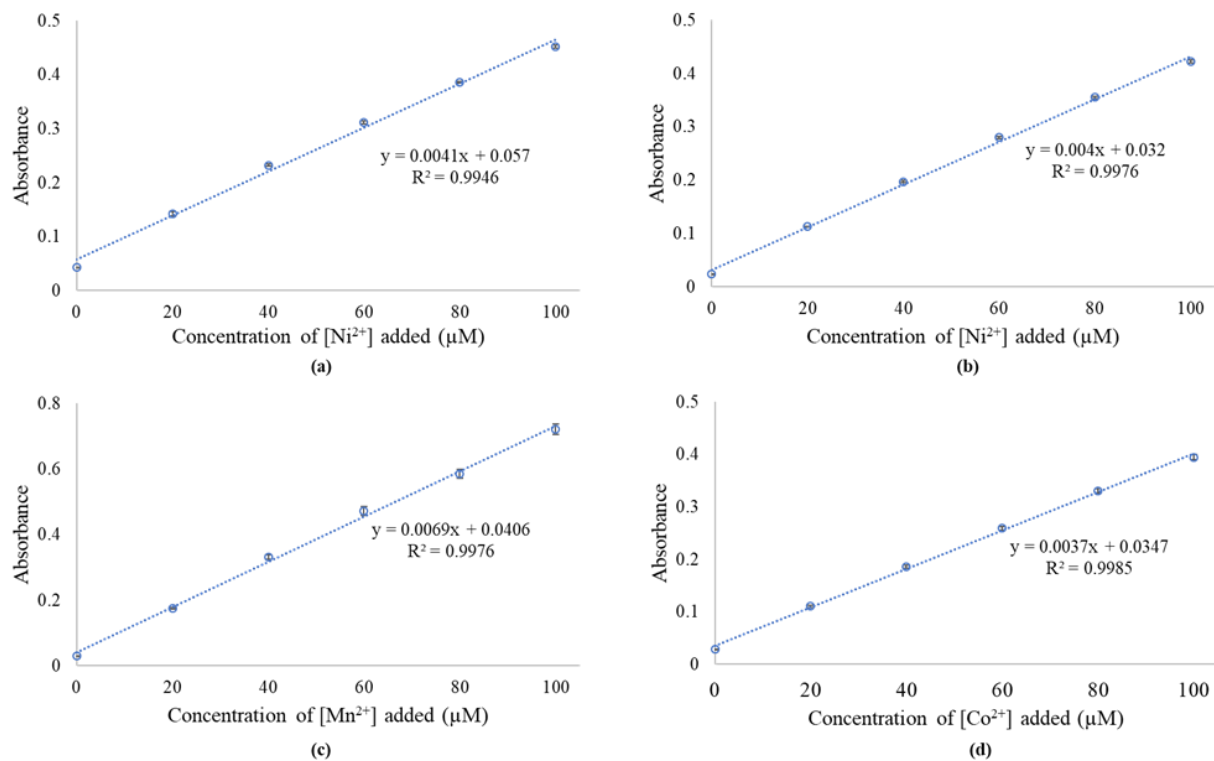 0.5
0.4
0.3
0.2
0.1
0
Absorbance
y = 0.0041x + 0.057
R² = 0.9946
0 20 40 60 80 100
Concentration of [Ni²⁺] added (µM)
(a)
0.5
0.4
0.3
0.2
0.1
0
Absorbance
y = 0.004x + 0.032
R² = 0.9976
0 20 40 60 80 100
Concentration of [Ni²⁺] added (µM)
(b)
0.8
0.6
0.4
0.2
0
Absorbance
y = 0.0069x + 0.0406
R² = 0.9976
0 20 40 60 80 100
Concentration of [Mn²⁺] added (µM)
(c)
0.5
0.4
0.3
0.2
0.1
0
Absorbance
y = 0.0037x + 0.0347
R² = 0.9985
0 20 40 60 80 100
Concentration of [Co²⁺] added (µM)
(d)